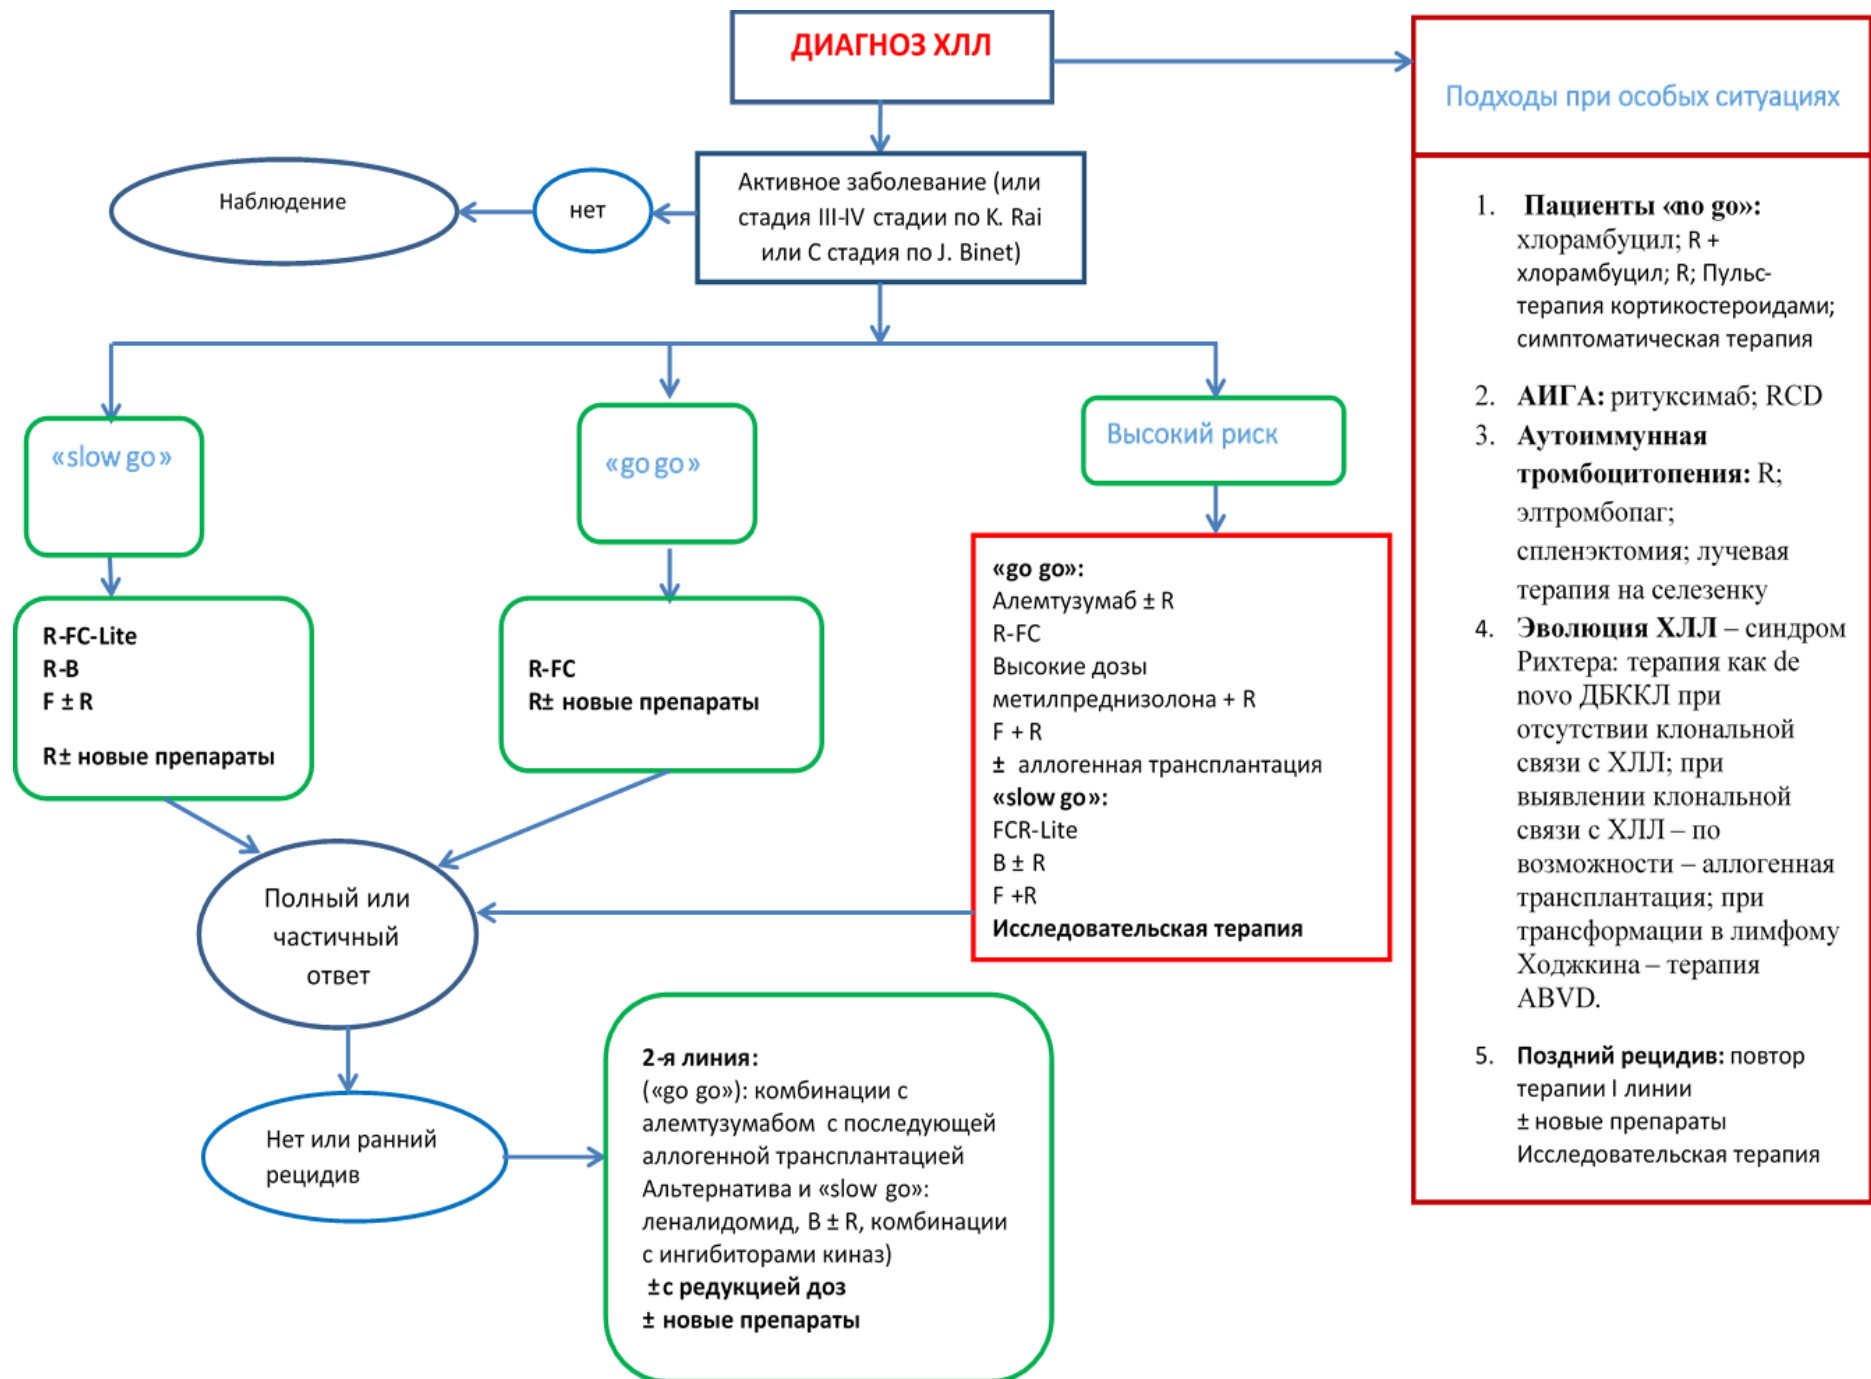 ДИАГНОЗ ХЛЛ
Активное заболевание (или
стадия III-IV стадии по K. Rai
или С стадия по J. Binet)
нет
Наблюдение
«slow go»
«go go»
Высокий риск
R-FC-Lite
R-B
F ± R
R± новые препараты
R-FC
R± новые препараты
«go go»:
Алемтузумаб ± R
R-FC
Высокие дозы
метилпреднизолона + R
F + R
± аллогенная трансплантация
«slow go»:
FCR-Lite
B ± R
F +R
Исследовательская терапия
Полный или
частичный
ответ
Нет или ранний
рецидив
2-я линия:
(«go go»): комбинации с
алемтузумабом с последующей
аллогенной трансплантацией
Альтернатива и «slow go»:
леналидомид, B ± R, комбинации
с ингибиторами киназ)
±с редукцией доз
± новые препараты
Подходы при особых ситуациях
1. Пациенты «no go»:
хлорамбуцил; R +
хлорамбуцил; R; Пульс-
терапия кортикостероидами;
симптоматическая терапия
2. АИГА: ритуксимаб; RCD
3. Аутоиммунная
тромбоцитопения: R;
элтромбопаг;
спленэктомия; лучевая
терапия на селезенку
4. Эволюция ХЛЛ – синдром
Рихтера: терапия как de
novo ДБККЛ при
отсутствии клональной
связи с ХЛЛ; при
выявлении клональной
связи с ХЛЛ – по
возможности – аллогенная
трансплантация; при
трансформации в лимфому
Ходжкина – терапия
ABVD.
5. Поздний рецидив: повтор
терапии I линии
± новые препараты
Исследовательская терапия